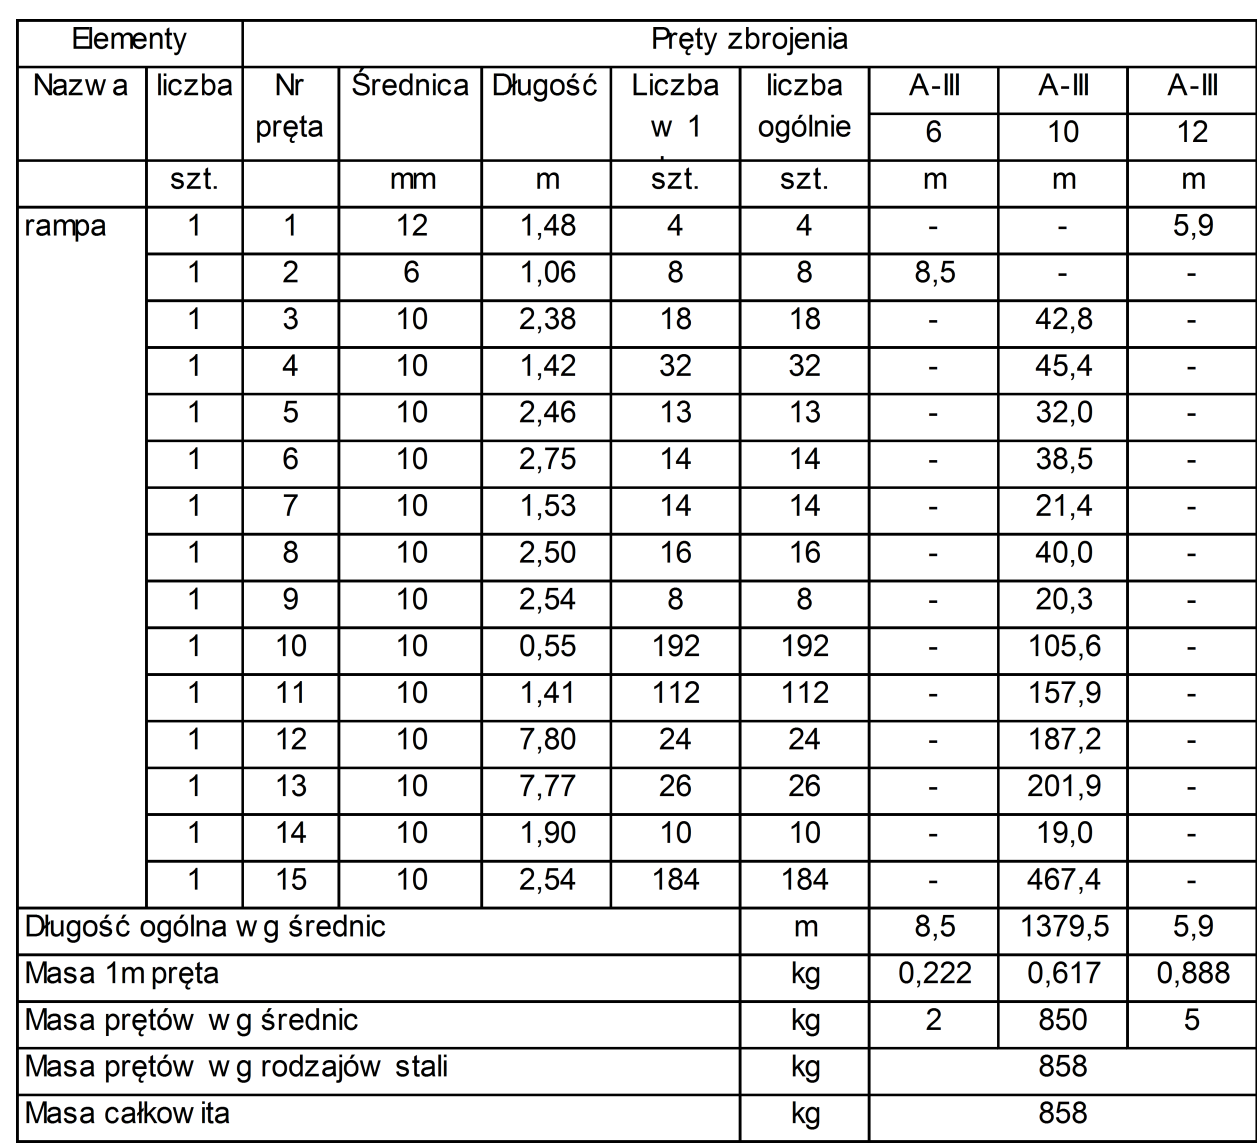 Elementy Pręty zbrojenia
Nazwa liczba Nr Średnica Długość Liczba liczba A-III A-III A-III
pręta w 1 ogólnie 6 10 12
szt. mm m szt. szt. m m m
rampa 1 1 12 1,48 4 4 - - 5,9
1 2 6 1,06 8 8 8,5 - -
1 3 10 2,38 18 18 - 42,8 -
1 4 10 1,42 32 32 - 45,4 -
1 5 10 2,46 13 13 - 32,0 -
1 6 10 2,75 14 14 - 38,5 -
1 7 10 1,53 14 14 - 21,4 -
1 8 10 2,50 16 16 - 40,0 -
1 9 10 2,54 8 8 - 20,3 -
1 10 10 0,55 192 192 - 105,6 -
1 11 10 1,41 112 112 - 157,9 -
1 12 10 7,80 24 24 - 187,2 -
1 13 10 7,77 26 26 - 201,9 -
1 14 10 1,90 10 10 - 19,0 -
1 15 10 2,54 184 184 - 467,4 -
Długość ogólna wg średnic m 8,5 1379,5 5,9
Masa 1m pręta kg 0,222 0,617 0,888
Masa prętów wg średnic kg 2 850 5
Masa prętów wg rodzajów stali kg 858
Masa całkowita kg 858